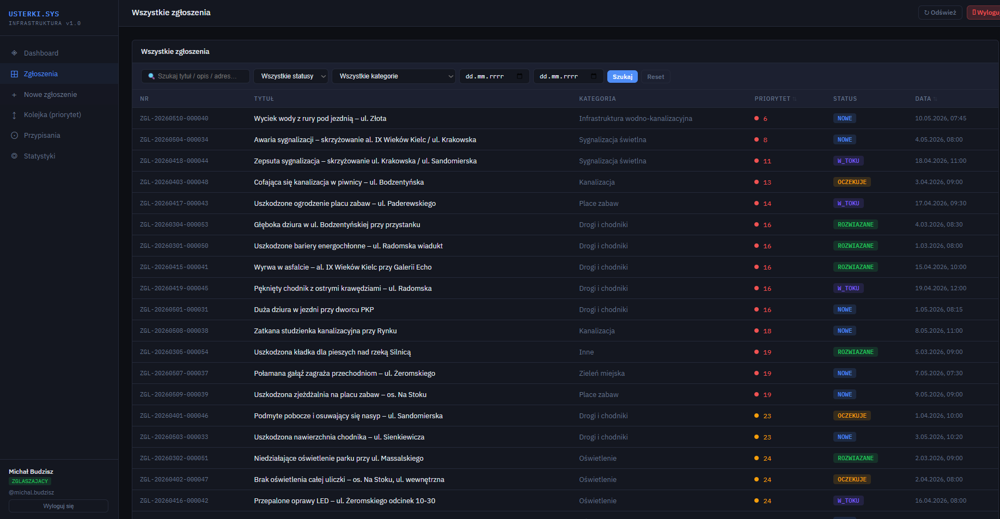 USTERKI.SYS
INFRASTRUKTURA v1.0
Dashboard
Zgłoszenia
Nowe zgłoszenie
Kolejka (priorytet)
Przypisania
Statystyki
Michał Budzisz
ZGLASZAJACY
@michal.budzisz
Wyloguj się
Wszystkie zgłoszenia
↻ Odśwież
Wyloguj
Wszystkie zgłoszenia
🔍 Szukaj tytuł / opis / adres... Wszystkie statusy Wszystkie kategorie dd.mm.rrrr dd.mm.rrrr Szukaj Reset
NR TYTUŁ KATEGORIA PRIORYTET STATUS DATA
ZGL-20260510-000040 Wyciek wody z rury pod jezdnią – ul. Złota Infrastruktura wodno-kanalizacyjna 6 NOWE 10.05.2026, 07:45
ZGL-20260504-000034 Awaria sygnalizacji – skrzyżowanie al. IX Wieków Kielc / ul. Krakowska Sygnalizacja świetlna 8 NOWE 4.05.2026, 08:00
ZGL-20260418-000044 Zepsuta sygnalizacja – skrzyżowanie ul. Krakowska / ul. Sandomierska Sygnalizacja świetlna 11 W_TOKU 18.04.2026, 11:00
ZGL-20260403-000048 Cofająca się kanalizacja w piwnicy – ul. Bodzentyńska Kanalizacja 13 OCZEKUJE 3.04.2026, 09:00
ZGL-20260417-000043 Uszkodzone ogrodzenie placu zabaw – ul. Paderewskiego Place zabaw 14 W_TOKU 17.04.2026, 09:30
ZGL-20260304-000053 Głęboka dziura w ul. Bodzentyńskiej przy przystanku Drogi i chodniki 16 ROZWIAZANE 4.03.2026, 08:30
ZGL-20260301-000050 Uszkodzone bariery energochłonne – ul. Radomska wiadukt Drogi i chodniki 16 ROZWIAZANE 1.03.2026, 08:00
ZGL-20260415-000041 Wyrwa w asfalcie – al. IX Wieków Kielc przy Galerii Echo Drogi i chodniki 16 ROZWIAZANE 15.04.2026, 10:00
ZGL-20260419-000045 Pęknięty chodnik z ostrymi krawędziami – ul. Radomska Drogi i chodniki 16 W_TOKU 19.04.2026, 12:00
ZGL-20260501-000031 Duża dziura w jezdni przy dworcu PKP Drogi i chodniki 16 NOWE 1.05.2026, 08:15
ZGL-20260508-000038 Zatkana studzienka kanalizacyjna przy Rynku Kanalizacja 18 NOWE 8.05.2026, 11:00
ZGL-20260305-000054 Uszkodzona kładka dla pieszych nad rzeką Silnicą Inne 19 ROZWIAZANE 5.03.2026, 09:00
ZGL-20260507-000037 Połamana gałąź zagraża przechodniom – ul. Żeromskiego Zieleń miejska 19 NOWE 7.05.2026, 07:30
ZGL-20260509-000039 Uszkodzona zjeżdżalnia na placu zabaw – os. Na Stoku Place zabaw 19 NOWE 9.05.2026, 09:00
ZGL-20260401-000046 Podmyte pobocze i osuwający się nasyp – ul. Sandomierska Drogi i chodniki 23 OCZEKUJE 1.04.2026, 10:00
ZGL-20260503-000033 Uszkodzona nawierzchnia chodnika – ul. Sienkiewicza Drogi i chodniki 23 NOWE 3.05.2026, 10:20
ZGL-20260302-000051 Niedziałające oświetlenie parku przy ul. Massalskiego Oświetlenie 24 ROZWIAZANE 2.03.2026, 09:00
ZGL-20260402-000047 Brak oświetlenia całej uliczki – os. Na Stoku, ul. wewnętrzna Oświetlenie 24 OCZEKUJE 2.04.2026, 08:00
ZGL-20260416-000042 Przepalone oprawy LED – ul. Żeromskiego odcinek 10-30 Oświetlenie 24 W_TOKU 16.04.2026, 08:00